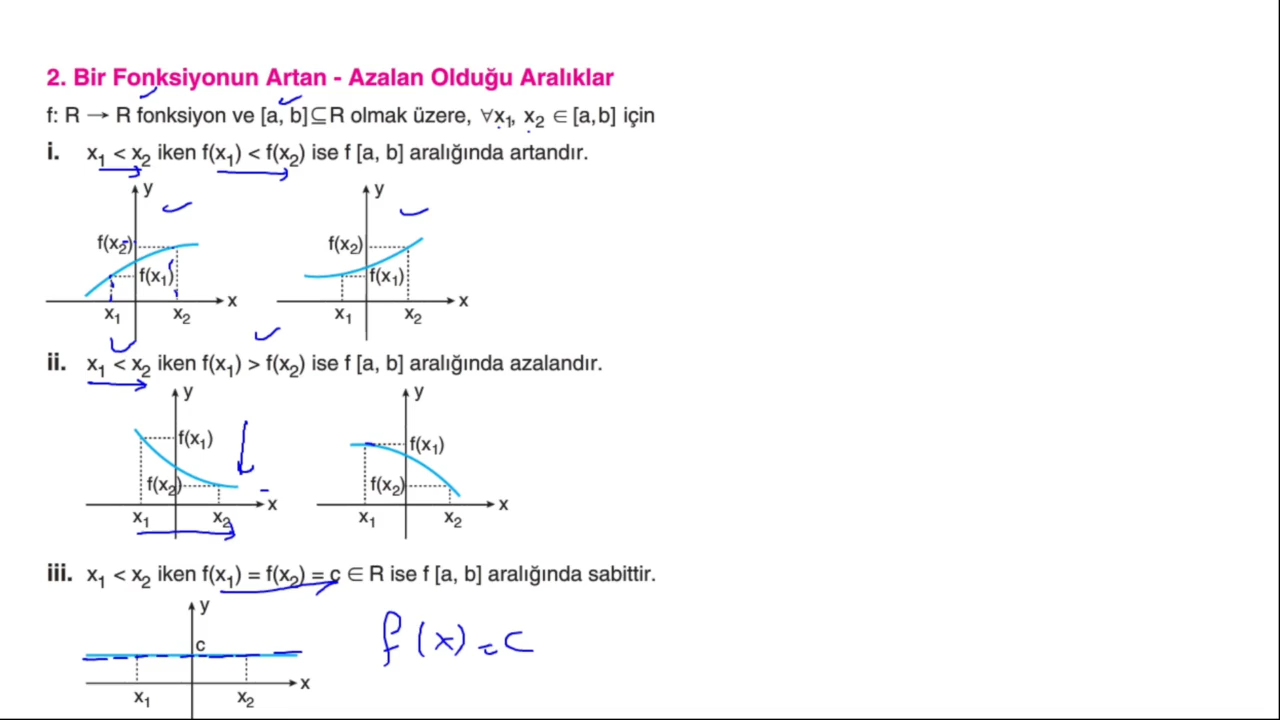 2. Bir Fonksiyonun Artan - Azalan Olduğu Aralıklar
f: R → R fonksiyon ve [a, b]⊆R olmak üzere, ∀x₁, x₂ ∈ [a,b] için
i. x₁ < x₂ iken f(x₁) < f(x₂) ise f [a, b] aralığında artandır.
y y
f(x₂) f(x₂)
f(x₁) f(x₁)
x x
x₁ x₂ x₁ x₂
ii. x₁ < x₂ iken f(x₁) > f(x₂) ise f [a, b] aralığında azalandır.
y y
f(x₁) f(x₁)
f(x₂) f(x₂)
x x
x₁ x₂ x₁ x₂
iii. x₁ < x₂ iken f(x₁) = f(x₂) = c ∈ R ise f [a, b] aralığında sabittir.
y
c f(x) = c
x
x₁ x₂